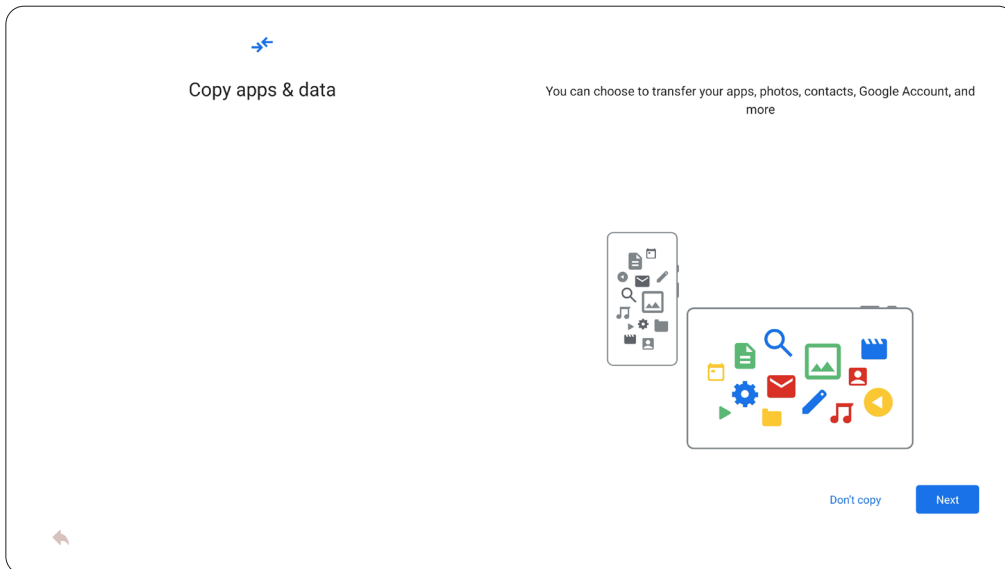 Copy apps & data
You can choose to transfer your apps, photos, contacts, Google Account, and
more
Don't copy
Next